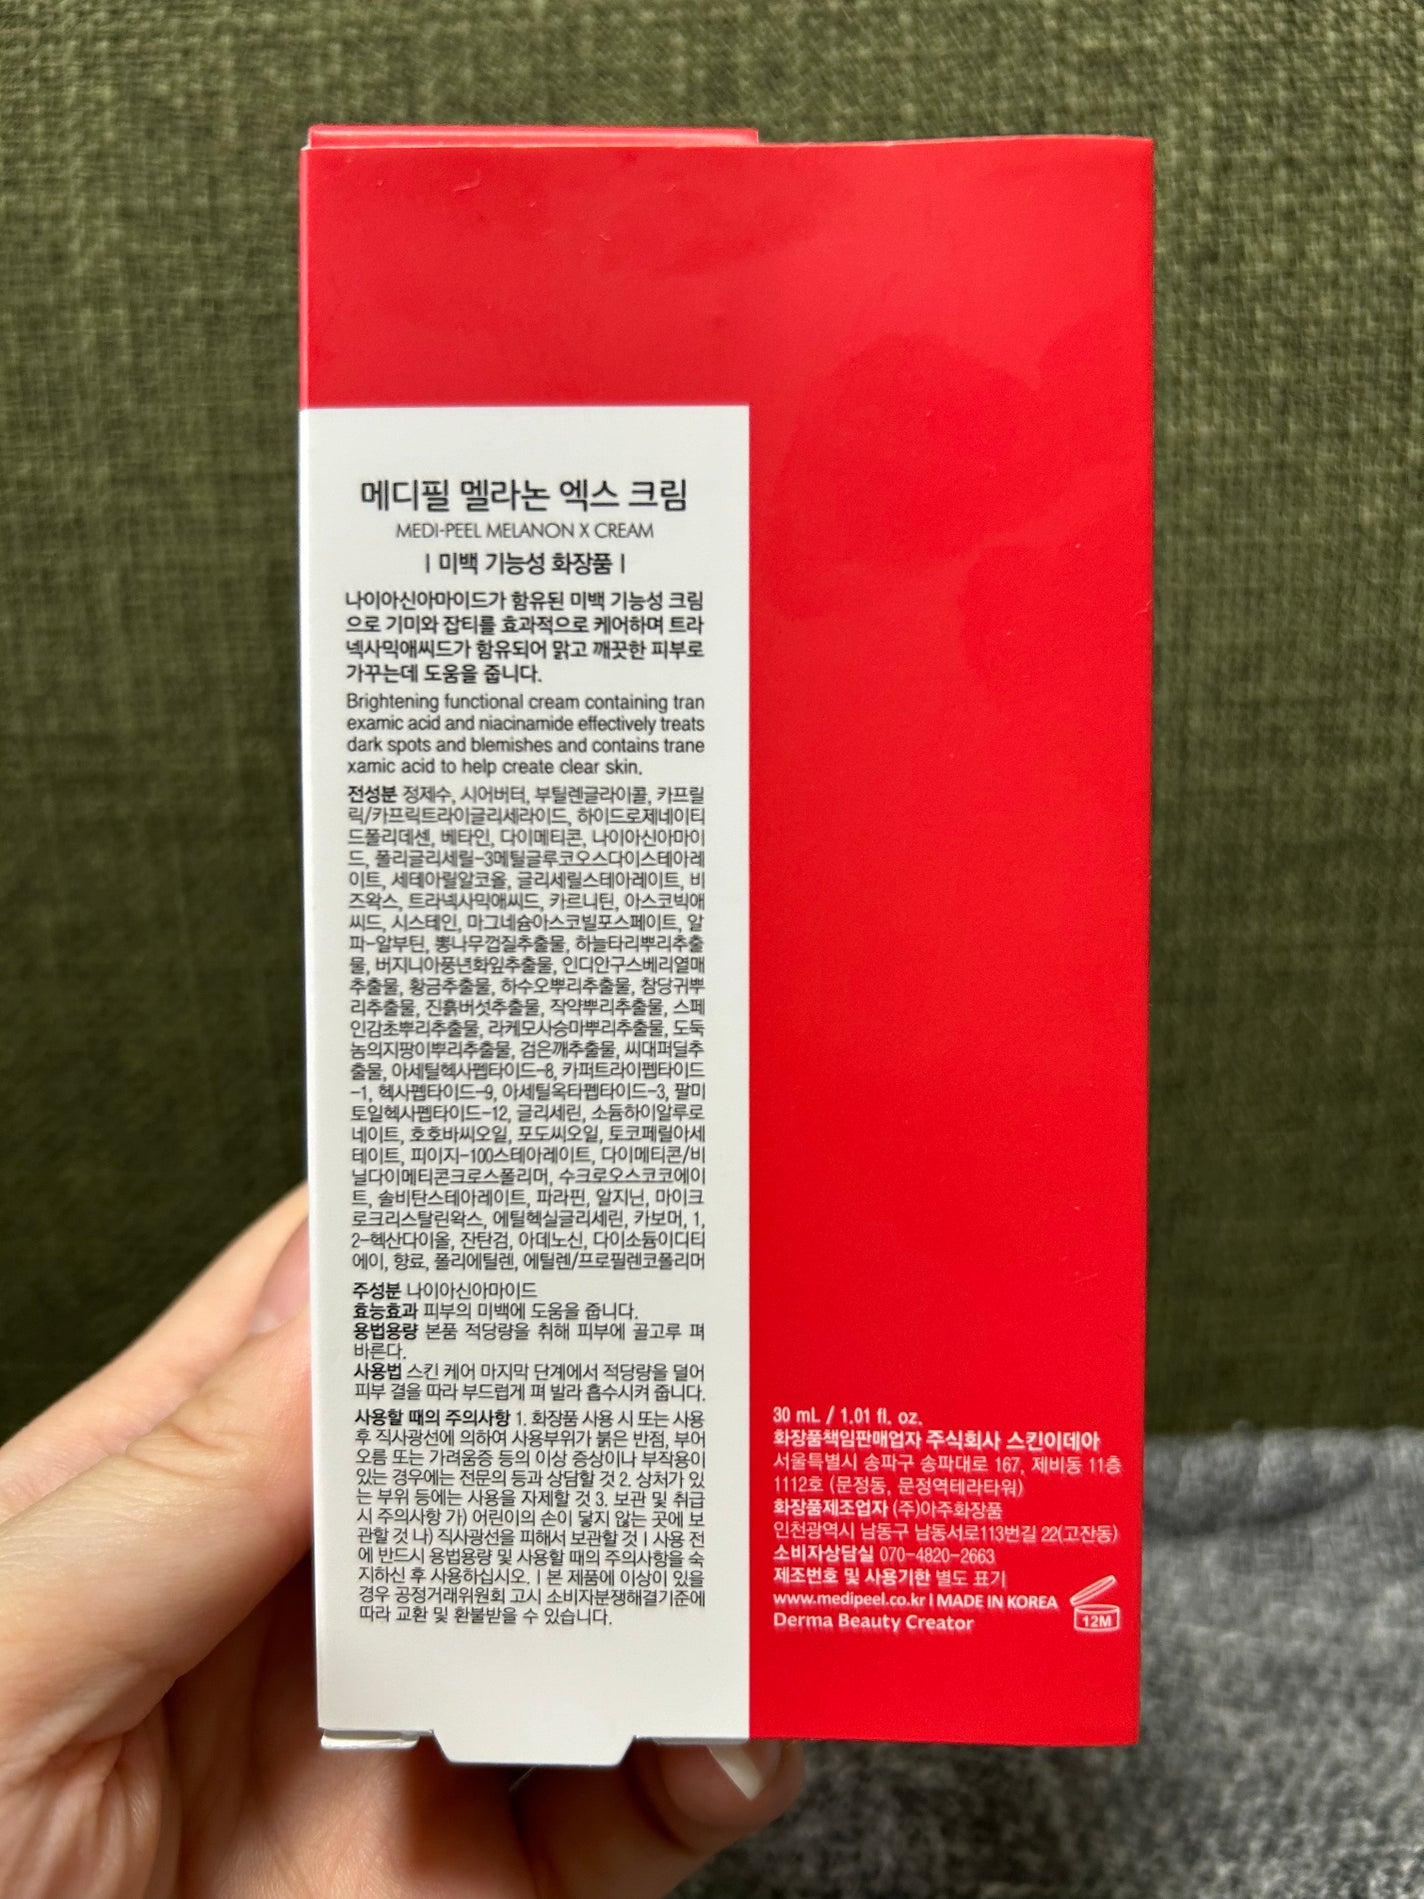 메디필 멜라논 엑스 크림
MEDI-PEEL MELANON X CREAM
| 미백 기능성 화장품 |
나이아신아마이드가 함유된 미백 기능성 크림
으로 기미와 잡티를 효과적으로 케어하며 트라
넥사믹애씨드가 함유되어 맑고 깨끗한 피부로
가꾸는데 도움을 줍니다.
Brightening functional cream containing tran
examic acid and niacinamide effectively treats
dark spots and blemishes and contains trane
xamic acid to help create clear skin.
전성분 정제수, 시어버터, 부틸렌글라이콜, 카프릴
릭/카프릭트라이글리세라이드, 하이드로제네이티
드폴리데센, 베타인, 다이메티콘, 나이아신아마이
드, 폴리글리세릴-3메틸글루코오스다이스테아레
이트, 세테아릴알코올, 글리세릴스테아레이트, 비
즈왁스, 트라넥사믹애씨드, 카르니틴, 아스코빅애
씨드, 시스테인, 마그네슘아스코빌포스페이트, 알
파-알부틴, 뽕나무껍질추출물, 하늘타리뿌리추출
물, 버지니아풍년화잎추출물, 인디안구스베리열매
추출물, 황금추출물, 하수오뿌리추출물, 참당귀뿌
리추출물, 진흙버섯추출물, 작약뿌리추출물, 스페
인감초뿌리추출물, 라케모사승마뿌리추출물, 도둑
놈의지팡이뿌리추출물, 검은깨추출물, 씨대퍼딜추
출물, 아세틸헥사펩타이드-8, 카퍼트라이펩타이드
-1, 헥사펩타이드-9, 아세틸옥타펩타이드-3, 팔미
토일헥사펩타이드-12, 글리세린, 소듐하이알루로
네이트, 호호바씨오일, 포도씨오일, 토코페릴아세
테이트, 피이지-100스테아레이트, 다이메티콘/비
닐다이메티콘크로스폴리머, 수크로오스코코에이
트, 솔비탄스테아레이트, 파라핀, 알지닌, 마이크
로크리스탈린왁스, 에틸헥실글리세린, 카보머, 1,
2-헥산다이올, 잔탄검, 아데노신, 다이소듐이디티
에이, 향료, 폴리에틸렌, 에틸렌/프로필렌코폴리머
주성분 나이아신아마이드
효능효과 피부의 미백에 도움을 줍니다.
용법용량 본품 적당량을 취해 피부에 골고루 펴
바른다.
사용법 스킨 케어 마지막 단계에서 적당량을 덜어
피부 결을 따라 부드럽게 펴 발라 흡수시켜 줍니다.
사용할 때의 주의사항 1. 화장품 사용 시 또는 사용
후 직사광선에 의하여 사용부위가 붉은 반점, 부어
오름 또는 가려움증 등의 이상 증상이나 부작용이
있는 경우에는 전문의 등과 상담할 것 2. 상처가 있
는 부위 등에는 사용을 자제할 것 3. 보관 및 취급
시 주의사항 가) 어린이의 손이 닿지 않는 곳에 보
관할 것 나) 직사광선을 피해서 보관할 것 | 사용 전
에 반드시 용법용량 및 사용할 때의 주의사항을 숙
지하신 후 사용하십시오. | 본 제품에 이상이 있을
경우 공정거래위원회 고시 소비자분쟁해결기준에
따라 교환 및 환불받을 수 있습니다.
30 mL / 1.01 fl. oz.
화장품책임판매업자 주식회사 스킨이데아
서울특별시 송파구 송파대로 167, 제비동 11층
1112호 (문정동, 문정역테라타워)
화장품제조업자 (주)아주화장품
인천광역시 남동구 남동서로113번길 22(고잔동)
소비자상담실 070-4820-2663
제조번호 및 사용기한 별도 표기
www.medipeel.co.kr | MADE IN KOREA
Derma Beauty Creator
12M